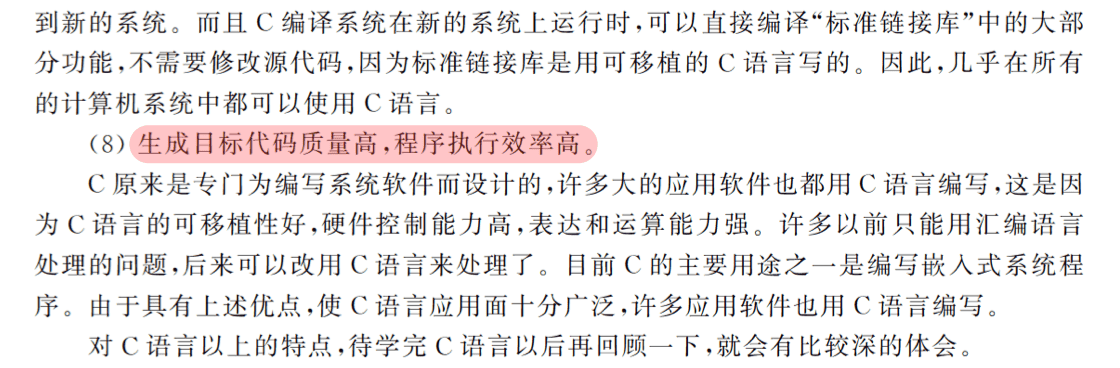 到新的系统。而且 C 编译系统在新的系统上运行时,可以直接编译“标准链接库”中的大部
分功能,不需要修改源代码,因为标准链接库是用可移植的 C 语言写的。因此,几乎在所有
的计算机系统中都可以使用 C 语言。
(8) 生成目标代码质量高,程序执行效率高。
C 原来是专门为编写系统软件而设计的,许多大的应用软件也都用 C 语言编写,这是因
为 C 语言的可移植性好,硬件控制能力高,表达和运算能力强。许多以前只能用汇编语言
处理的问题,后来可以改用 C 语言来处理了。目前 C 的主要用途之一是编写嵌入式系统程
序。由于具有上述优点,使 C 语言应用面十分广泛,许多应用软件也用 C 语言编写。
对 C 语言以上的特点,待学完 C 语言以后再回顾一下,就会有比较深的体会。